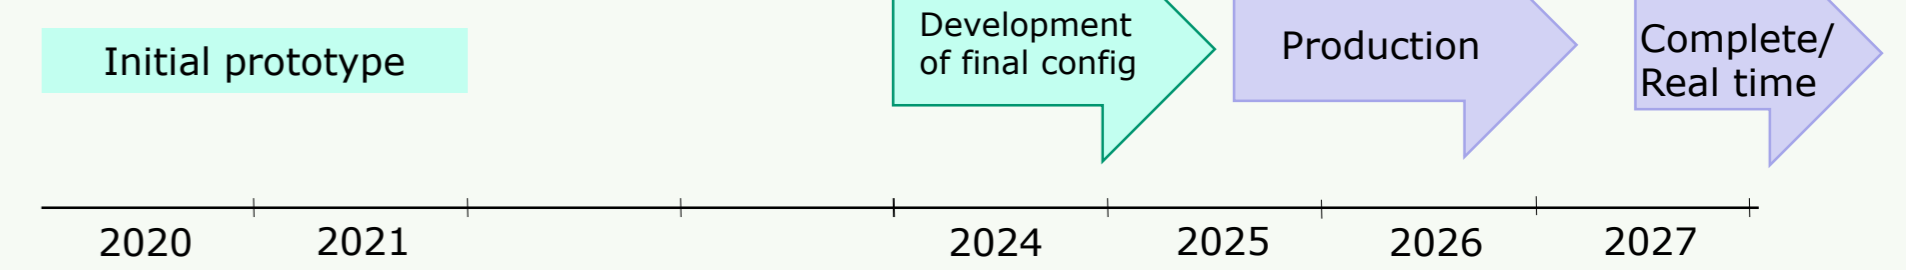 Initial prototype
Development
of final config
Production
Complete/
Real time
2020
2021
2024
2025
2026
2027